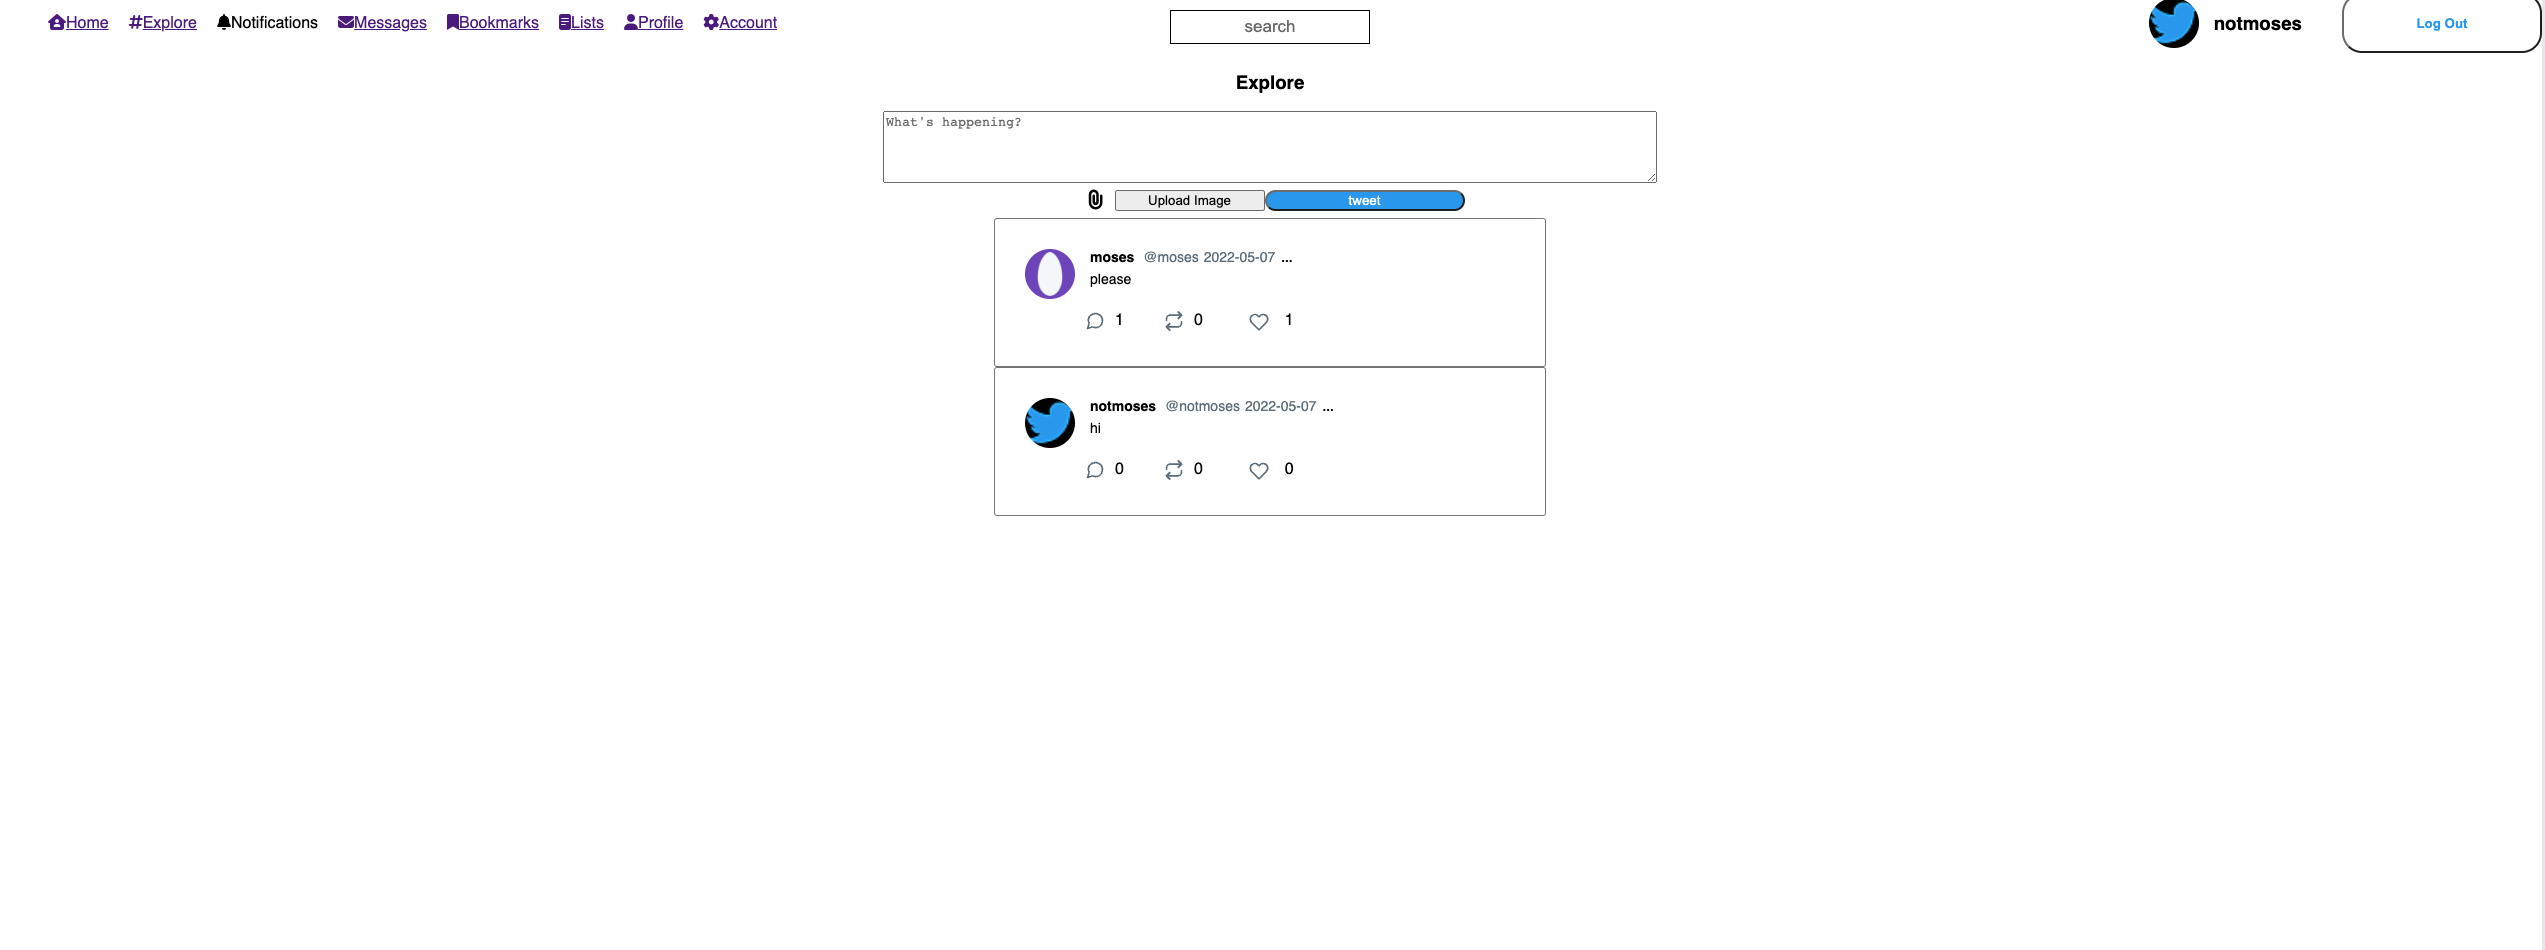 Home Explore Notifications Messages Bookmarks Lists Profile Account search notmoses Log Out
Explore
What's happening?
Upload Image tweet
moses @moses 2022-05-07 ...
please
1 0 1
notmoses @notmoses 2022-05-07 ...
hi
0 0 0